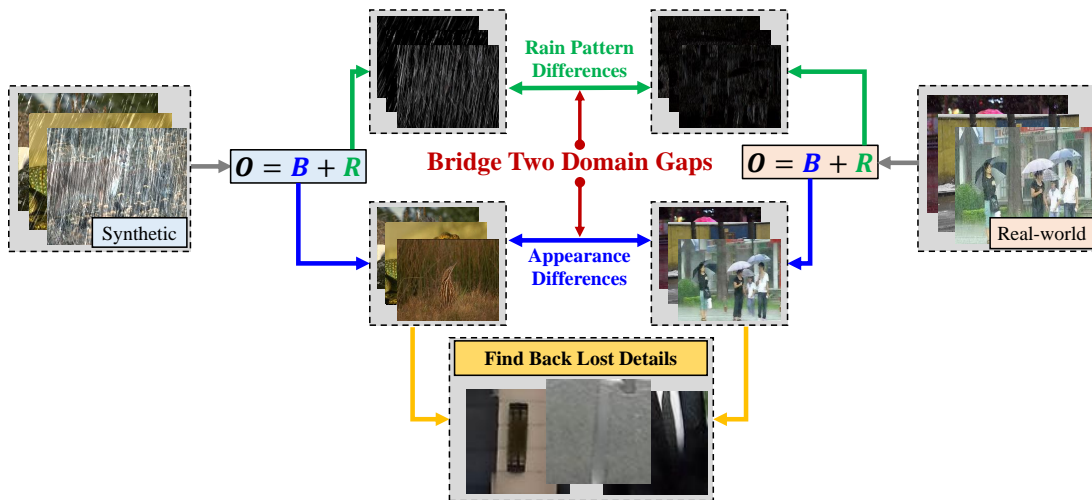 Rain Pattern
Differences
O = B + R
Bridge Two Domain Gaps
O = B + R
Synthetic
Real-world
Appearance
Differences
Find Back Lost Details